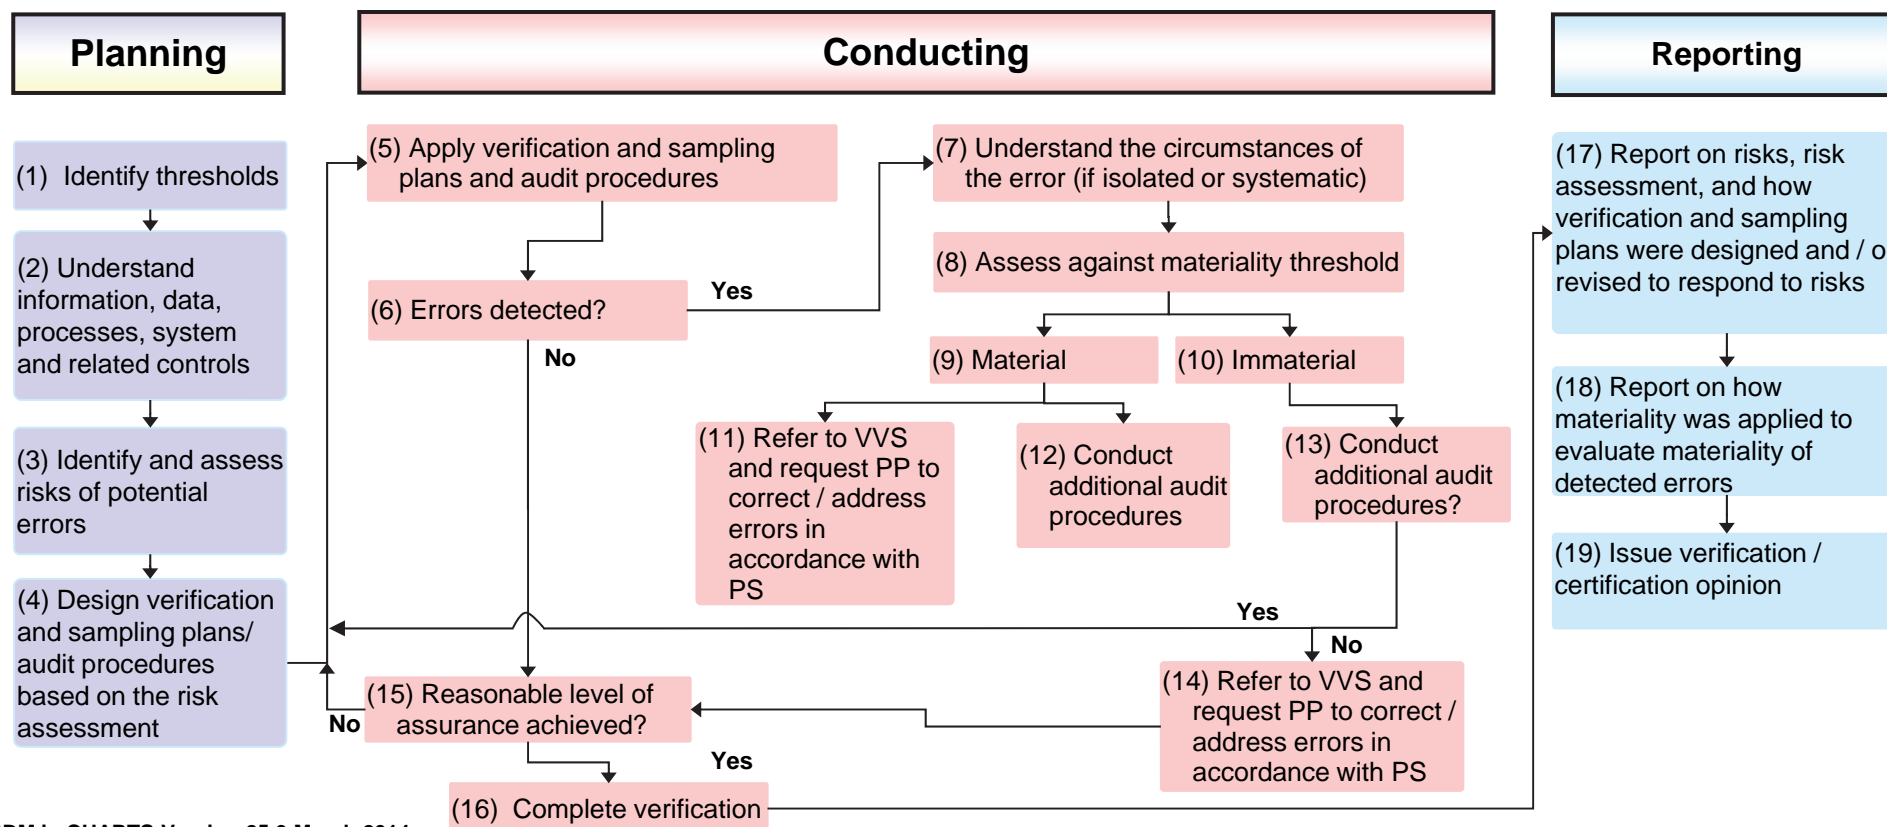 Planning
Conducting
Reporting
(1) Identify thresholds
(2) Understand
information, data,
processes, system
and related controls
(3) Identify and assess
risks of potential
errors
(4) Design verification
and sampling plans/
audit procedures
based on the risk
assessment
(5) Apply verification and sampling
plans and audit procedures
(6) Errors detected?
Yes
No
(7) Understand the circumstances of
the error (if isolated or systematic)
(8) Assess against materiality threshold
(9) Material
(10) Immaterial
(11) Refer to VVS
and request PP to
correct / address
errors in
accordance with
PS
(12) Conduct
additional audit
procedures
(13) Conduct
additional audit
procedures?
Yes
No
(14) Refer to VVS and
request PP to correct /
address errors in
accordance with PS
(15) Reasonable level of
assurance achieved?
No
Yes
(16) Complete verification
(17) Report on risks, risk
assessment, and how
verification and sampling
plans were designed and / o
revised to respond to risks
(18) Report on how
materiality was applied to
evaluate materiality of
detected errors
(19) Issue verification /
certification opinion